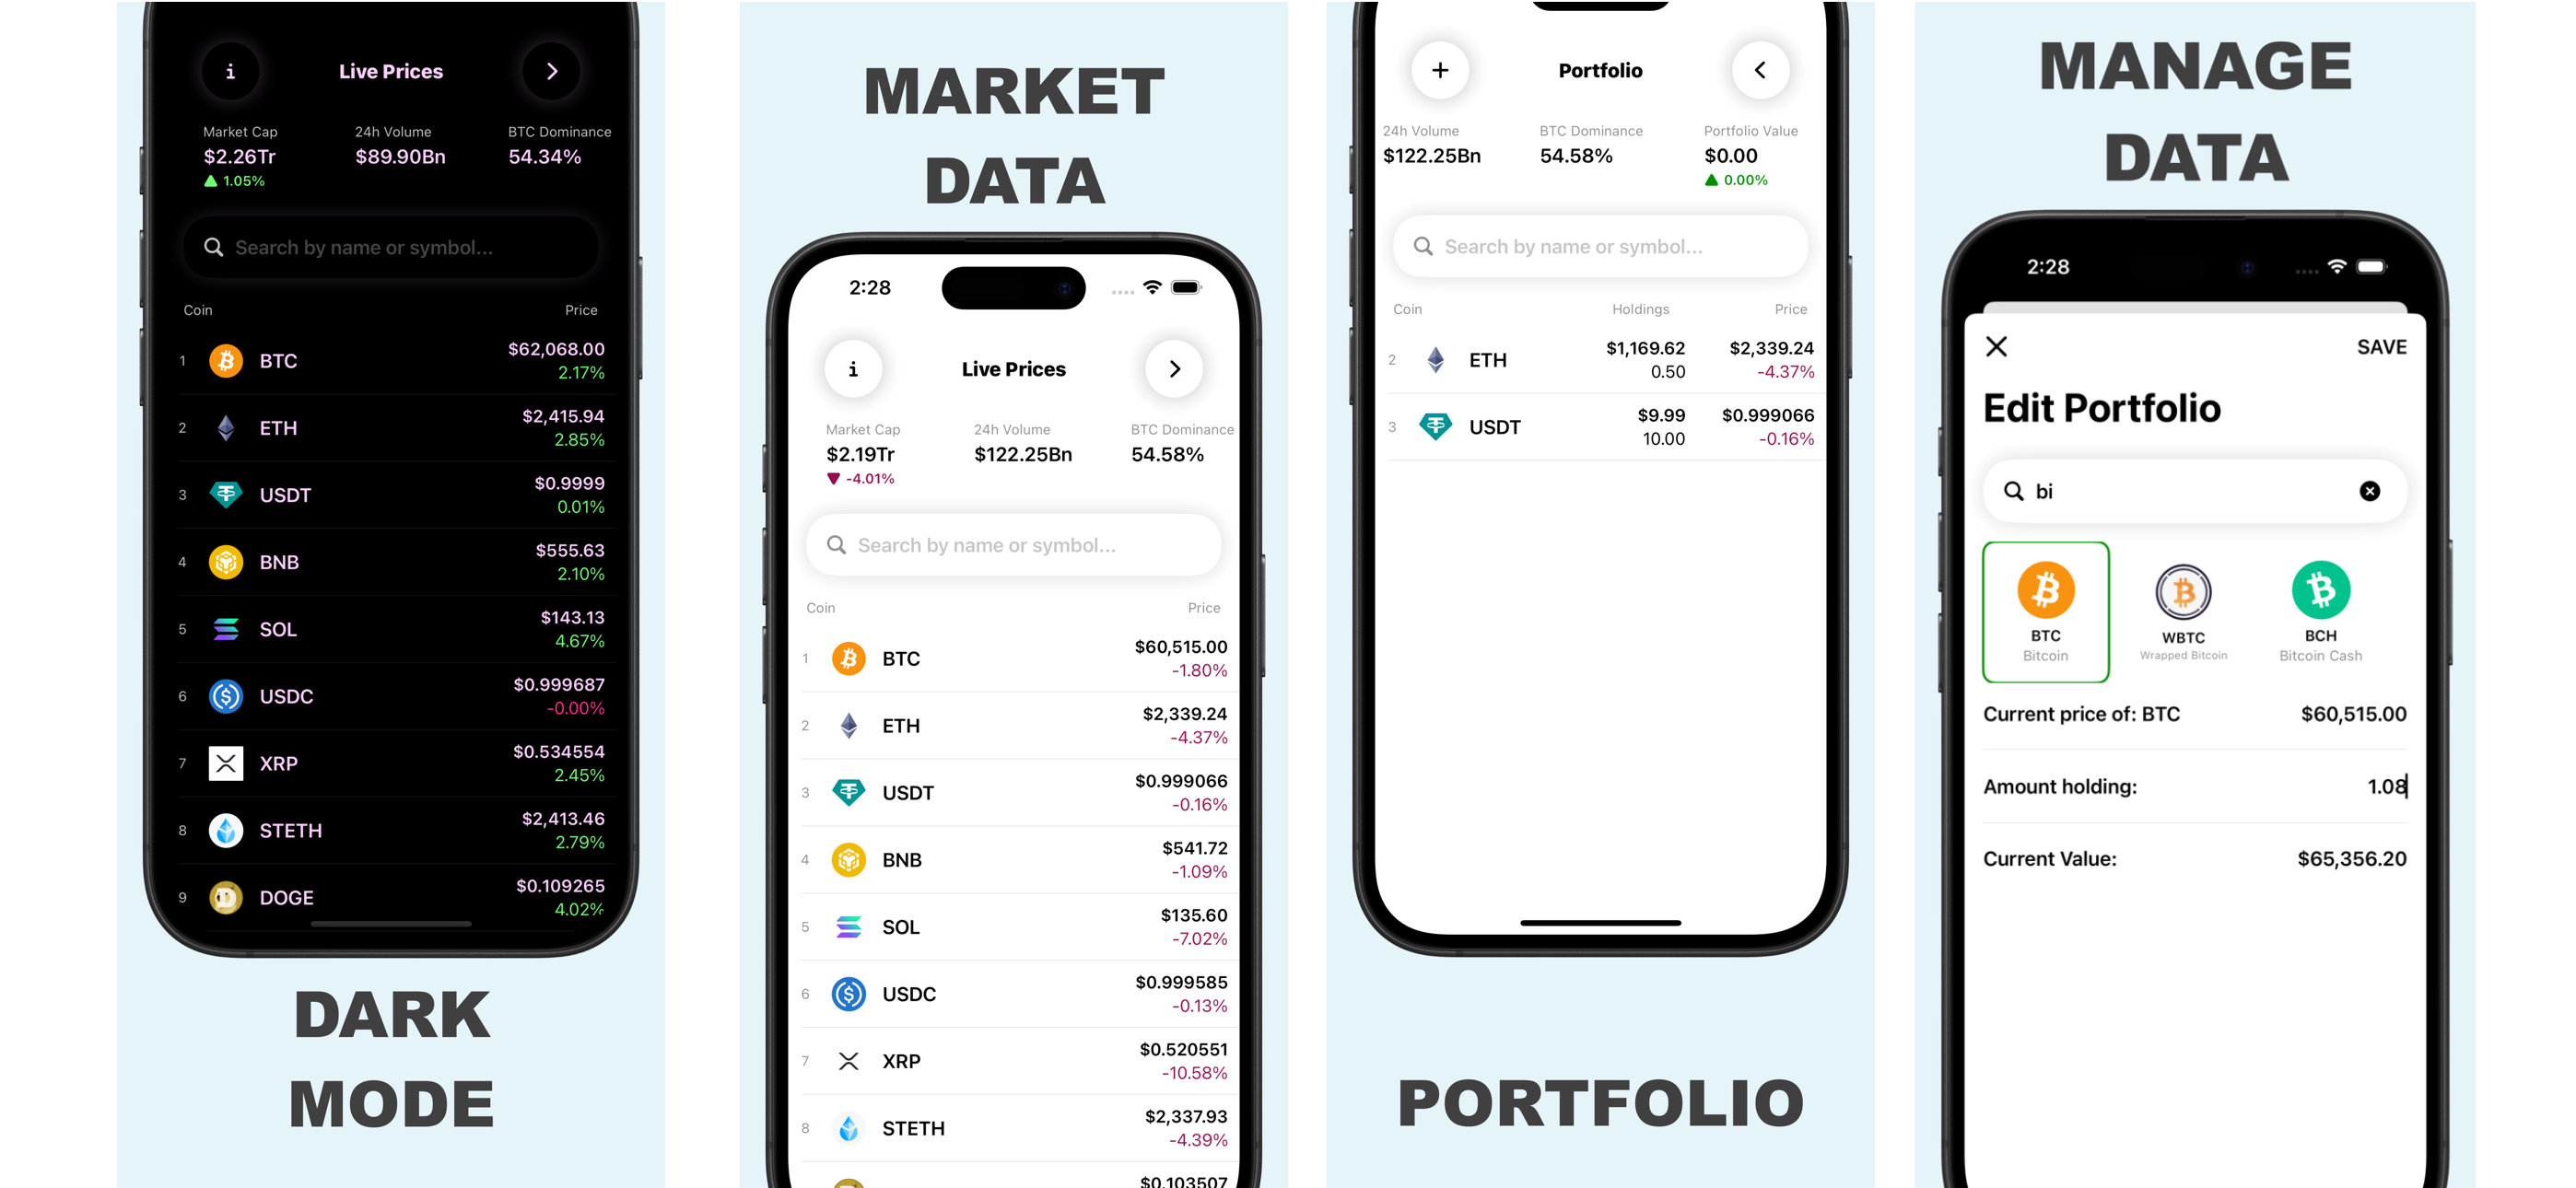 Live Prices
Market Cap 24h Volume BTC Dominance
$2.26Tr $89.90Bn 54.34%
1.05%
Search by name or symbol...
Coin Price
1 BTC $62,068.00
2.17%
2 ETH $2,415.94
2.85%
3 USDT $0.9999
0.01%
4 BNB $555.63
2.10%
5 SOL $143.13
4.67%
6 USDC $0.999687
-0.00%
7 XRP $0.534554
2.45%
8 STETH $2,413.46
2.79%
9 DOGE $0.109265
4.02%
DARK
MODE
MARKET
DATA
2:28
Live Prices
Market Cap 24h Volume BTC Dominance
$2.19Tr $122.25Bn 54.58%
-4.01%
Search by name or symbol...
Coin Price
1 BTC $60,515.00
-1.80%
2 ETH $2,339.24
-4.37%
3 USDT $0.999066
-0.16%
4 BNB $541.72
-1.09%
5 SOL $135.60
-7.02%
6 USDC $0.999585
-0.13%
7 XRP $0.520551
-10.58%
8 STETH $2,337.93
-4.39%
$0.103507
Portfolio
24h Volume BTC Dominance Portfolio Value
$122.25Bn 54.58% $0.00
0.00%
Search by name or symbol...
Coin Holdings Price
2 ETH $1,169.62 $2,339.24
0.50 -4.37%
3 USDT $9.99 $0.999066
10.00 -0.16%
PORTFOLIO
MANAGE
DATA
2:28
SAVE
Edit Portfolio
bi
BTC WBTC BCH
Bitcoin Wrapped Bitcoin Bitcoin Cash
Current price of: BTC $60,515.00
Amount holding: 1.08
Current Value: $65,356.20